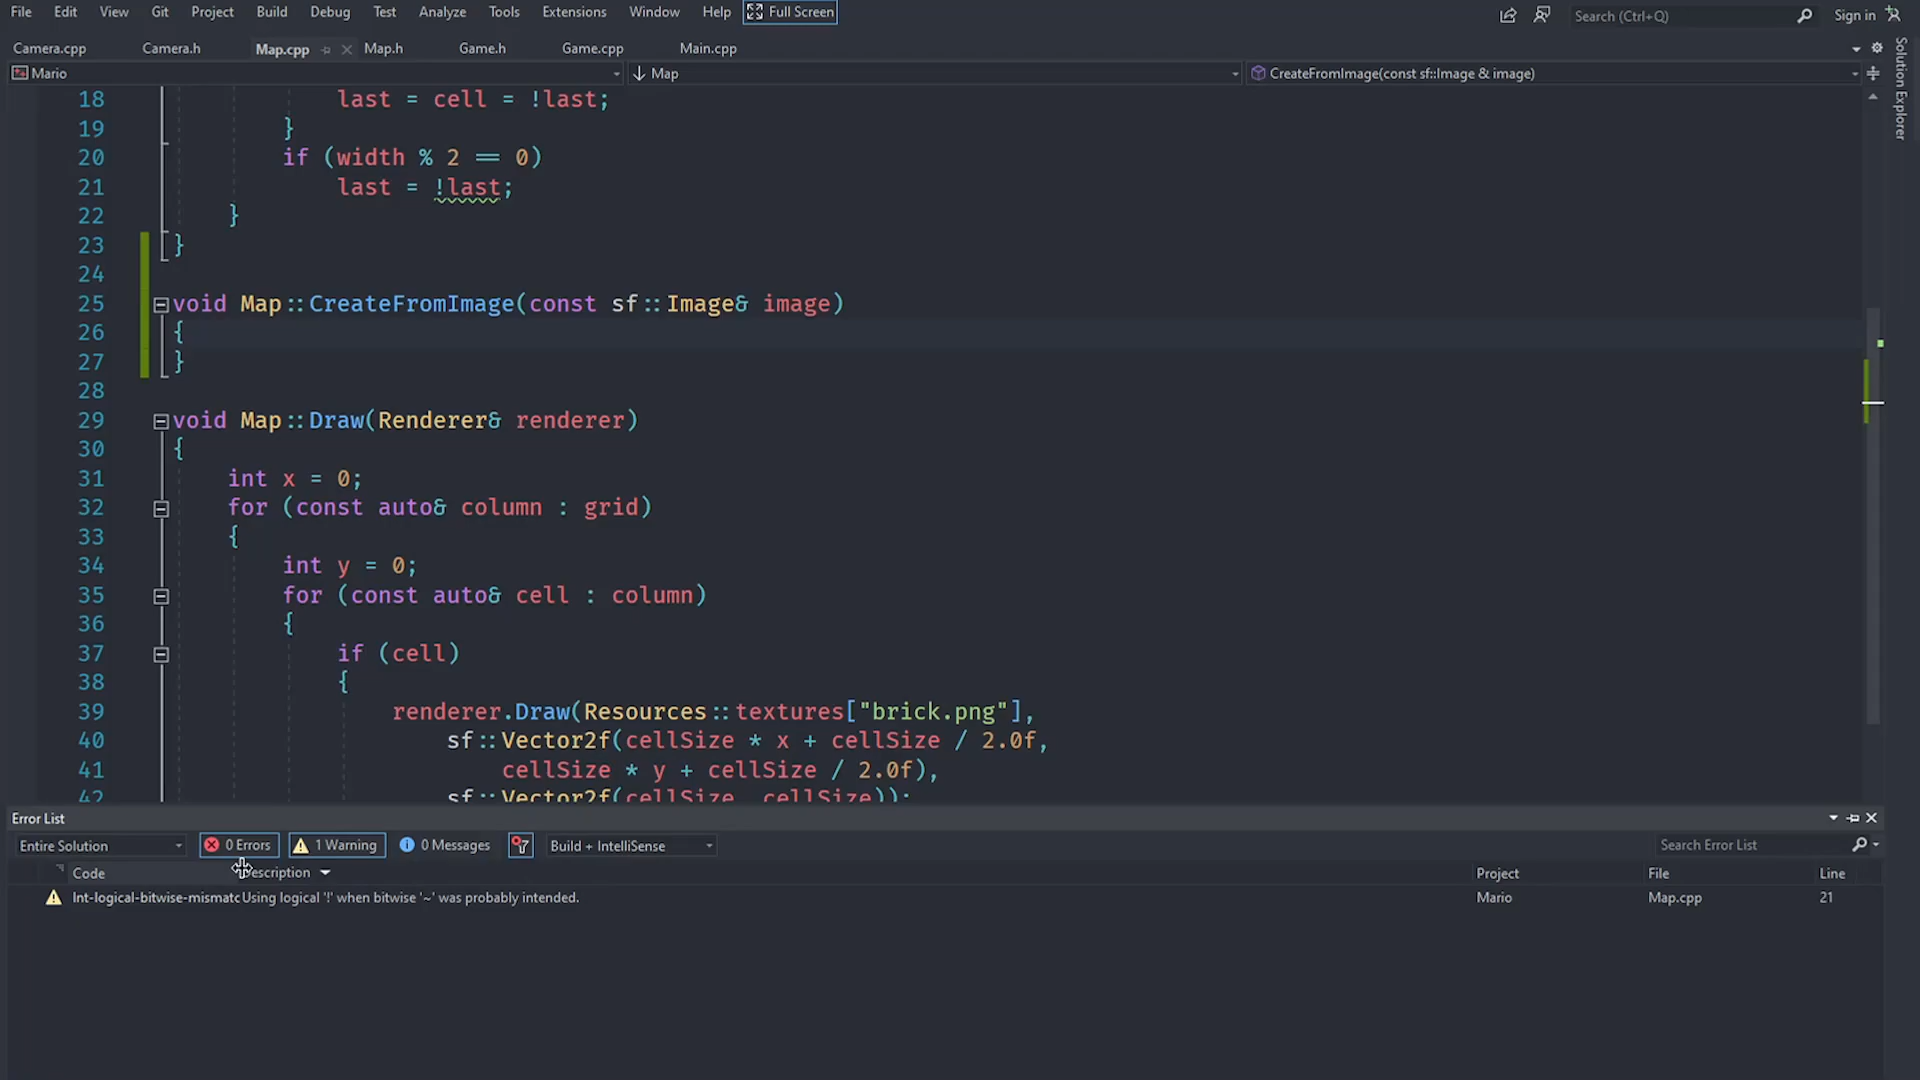 File Edit View Git Project Build Debug Test Analyze Tools Extensions Window Help Full Screen Search (Ctrl+Q) Sign in
Camera.cpp Camera.h Map.cpp Map.h Game.h Game.cpp Main.cpp
Mario Map CreateFromImage(const sf::Image & image)
Solution Explorer
18 last = cell = !last;
19 }
20 if (width % 2 == 0)
21 last = !last;
22 }
23 }
24
25 void Map::CreateFromImage(const sf::Image& image)
26 {
27 }
28
29 void Map::Draw(Renderer& renderer)
30 {
31 int x = 0;
32 for (const auto& column : grid)
33 {
34 int y = 0;
35 for (const auto& cell : column)
36 {
37 if (cell)
38 {
39 renderer.Draw(Resources::textures["brick.png"],
40 sf::Vector2f(cellSize * x + cellSize / 2.0f,
41 cellSize * y + cellSize / 2.0f),
42 sf::Vector2f(cellSize, cellSize));
Error List
Entire Solution 0 Errors 1 Warning 0 Messages Build + IntelliSense Search Error List
Code Description Project File Line
Int-logical-bitwise-mismatc Using logical '!' when bitwise '~' was probably intended. Mario Map.cpp 21